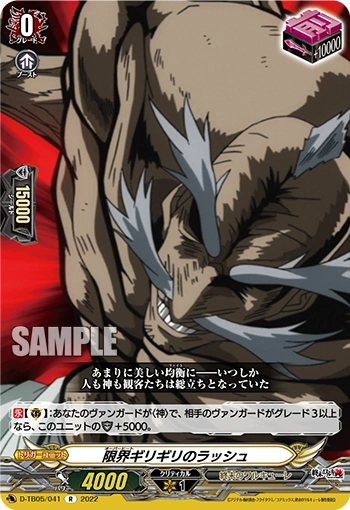 0
グレード
ブースト
+10000
15000
シールド
SAMPLE
あまりに美しい均衡に――いつしか
人も神も観客たちは総立ちとなっていた
:あなたのヴァンガードが〈神〉で、相手のヴァンガードがグレード3以上
なら、このユニットの+5000。
トリガーユニット
限界ギリギリのラッシュ
パワー
4000
クリティカル
1
終末のワルキューレ
D-TB05/041 R 2022